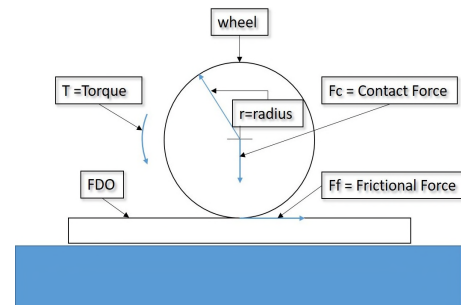 wheel
T =Torque
Fc = Contact Force
r=radius
FDO
Ff = Frictional Force